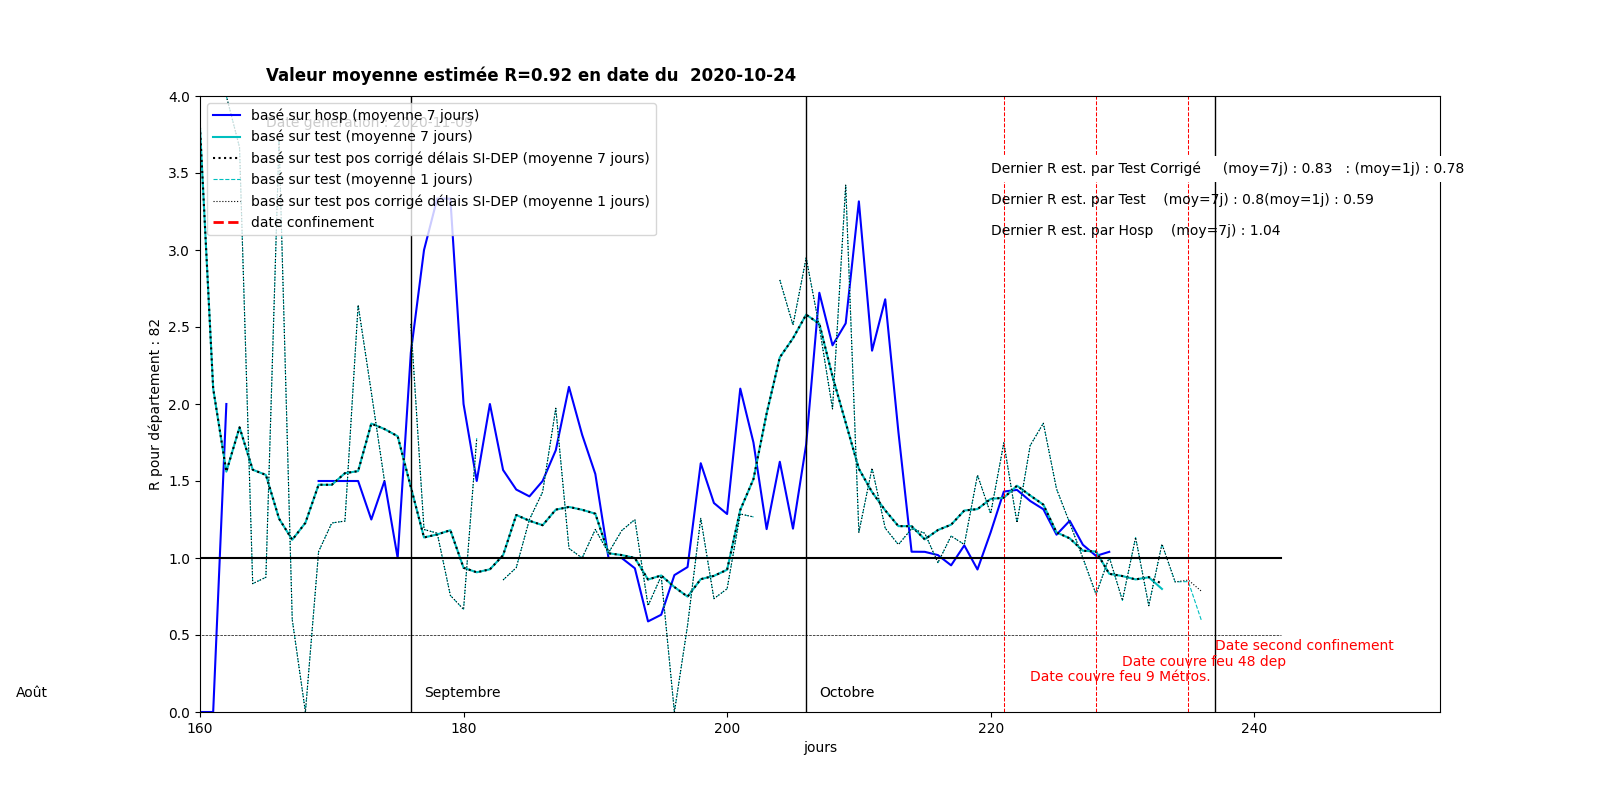 Valeur moyenne estimée R=0.92 en date du  2020-10-24
Date génération : 2020-11-09
basé sur hosp (moyenne 7 jours)
basé sur test (moyenne 7 jours)
basé sur test pos corrigé délais SI-DEP (moyenne 7 jours)
basé sur test (moyenne 1 jours)
basé sur test pos corrigé délais SI-DEP (moyenne 1 jours)
date confinement
Dernier R est. par Test Corrigé     (moy=7j) : 0.83   : (moy=1j) : 0.78
Dernier R est. par Test    (moy=7j) : 0.8(moy=1j) : 0.59
Dernier R est. par Hosp    (moy=7j) : 1.04
4.0
3.5
3.0
2.5
2.0
1.5
1.0
0.5
0.0
R pour département : 82
Date second confinement
Date couvre feu 48 dep
Date couvre feu 9 Métros.
Août
Septembre
Octobre
160
180
200
220
240
jours